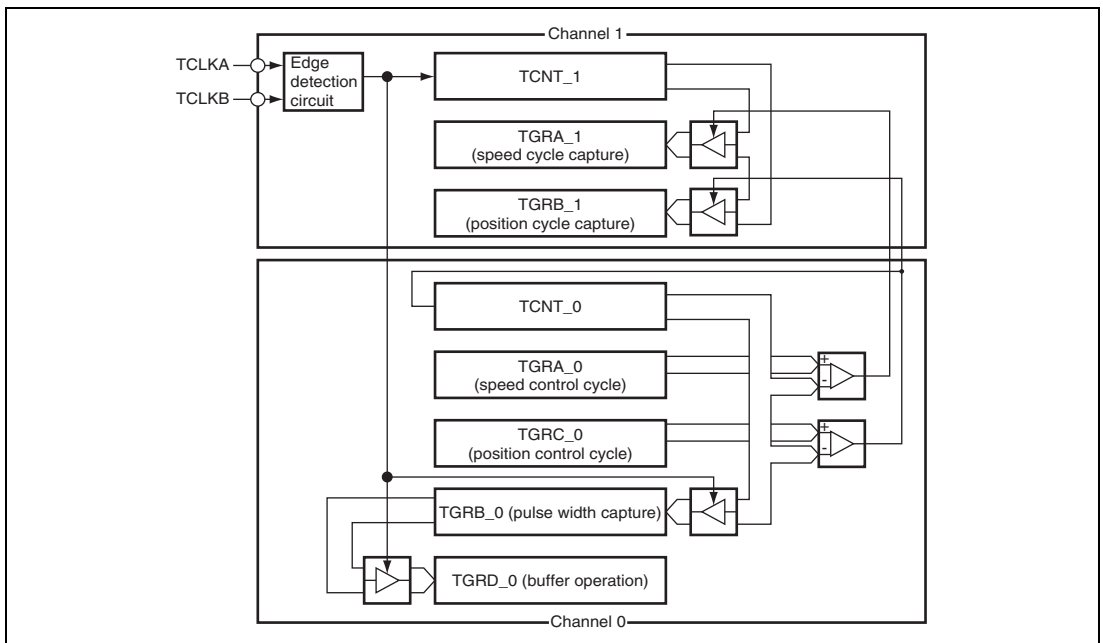 Channel 1
TCLKA
TCLKB
Edge
detection
circuit
TCNT_1
TGRA_1
(speed cycle capture)
TGRB_1
(position cycle capture)
TCNT_0
TGRA_0
(speed control cycle)
+
-
TGRC_0
(position control cycle)
+
-
TGRB_0 (pulse width capture)
TGRD_0 (buffer operation)
Channel 0